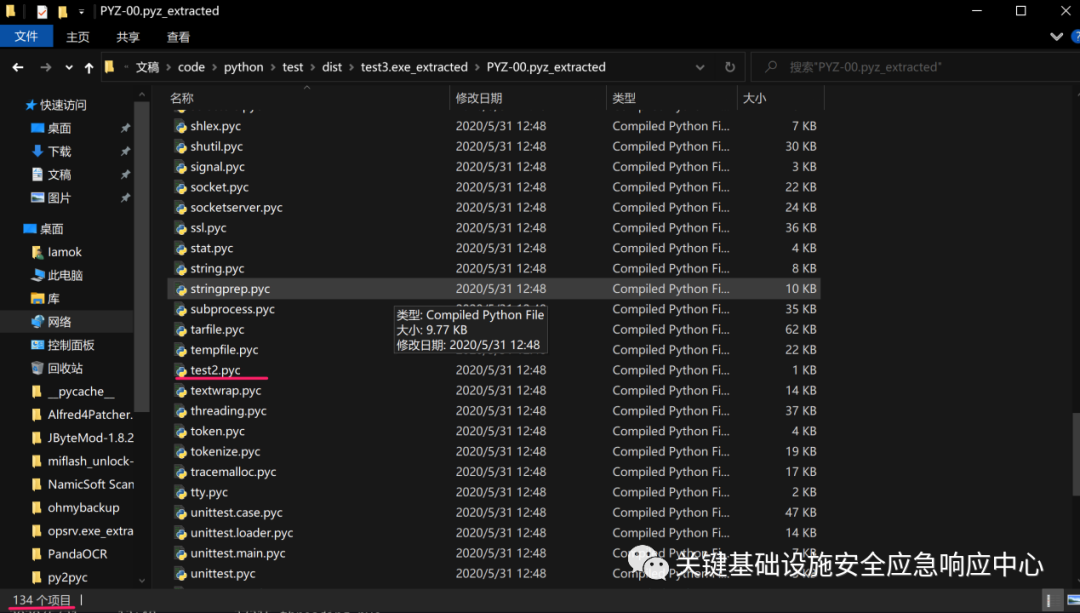 PYZ-00.pyz_extracted
文件 主页 共享 查看
文稿 › code › python › test › dist › test3.exe_extracted › PYZ-00.pyz_extracted 搜索"PYZ-00.pyz_extracted"
名称 修改日期 类型 大小
快速访问
桌面
下载
文稿
图片
桌面
lamok
此电脑
库
网络
控制面板
回收站
__pycache__
Alfred4Patcher.
JByteMod-1.8.2
miflash_unlock-
NamicSoft Scan
ohmybackup
opsrv.exe_extra
PandaOCR
py2pyc
shlex.pyc 2020/5/31 12:48 Compiled Python Fi... 7 KB
shutil.pyc 2020/5/31 12:48 Compiled Python Fi... 30 KB
signal.pyc 2020/5/31 12:48 Compiled Python Fi... 3 KB
socket.pyc 2020/5/31 12:48 Compiled Python Fi... 22 KB
socketserver.pyc 2020/5/31 12:48 Compiled Python Fi... 24 KB
ssl.pyc 2020/5/31 12:48 Compiled Python Fi... 36 KB
stat.pyc 2020/5/31 12:48 Compiled Python Fi... 4 KB
string.pyc 2020/5/31 12:48 Compiled Python Fi... 8 KB
stringprep.pyc 2020/5/31 12:48 Compiled Python Fi... 10 KB
subprocess.pyc 2020/5/31 12:48 Compiled Python Fi... 35 KB
类型: Compiled Python File
大小: 9.77 KB
修改日期: 2020/5/31 12:48
tarfile.pyc Compiled Python Fi... 62 KB
tempfile.pyc Compiled Python Fi... 22 KB
test2.pyc 2020/5/31 12:48 Compiled Python Fi... 1 KB
textwrap.pyc 2020/5/31 12:48 Compiled Python Fi... 14 KB
threading.pyc 2020/5/31 12:48 Compiled Python Fi... 37 KB
token.pyc 2020/5/31 12:48 Compiled Python Fi... 4 KB
tokenize.pyc 2020/5/31 12:48 Compiled Python Fi... 19 KB
tracemalloc.pyc 2020/5/31 12:48 Compiled Python Fi... 17 KB
tty.pyc 2020/5/31 12:48 Compiled Python Fi... 2 KB
unittest.case.pyc 2020/5/31 12:48 Compiled Python Fi... 47 KB
unittest.loader.pyc 2020/5/31 12:48 Compiled Python Fi... 14 KB
unittest.main.pyc 2020/5/31 12:48
unittest.pyc 2020/5/31 12:48
关键基础设施安全应急响应中心
134 个项目